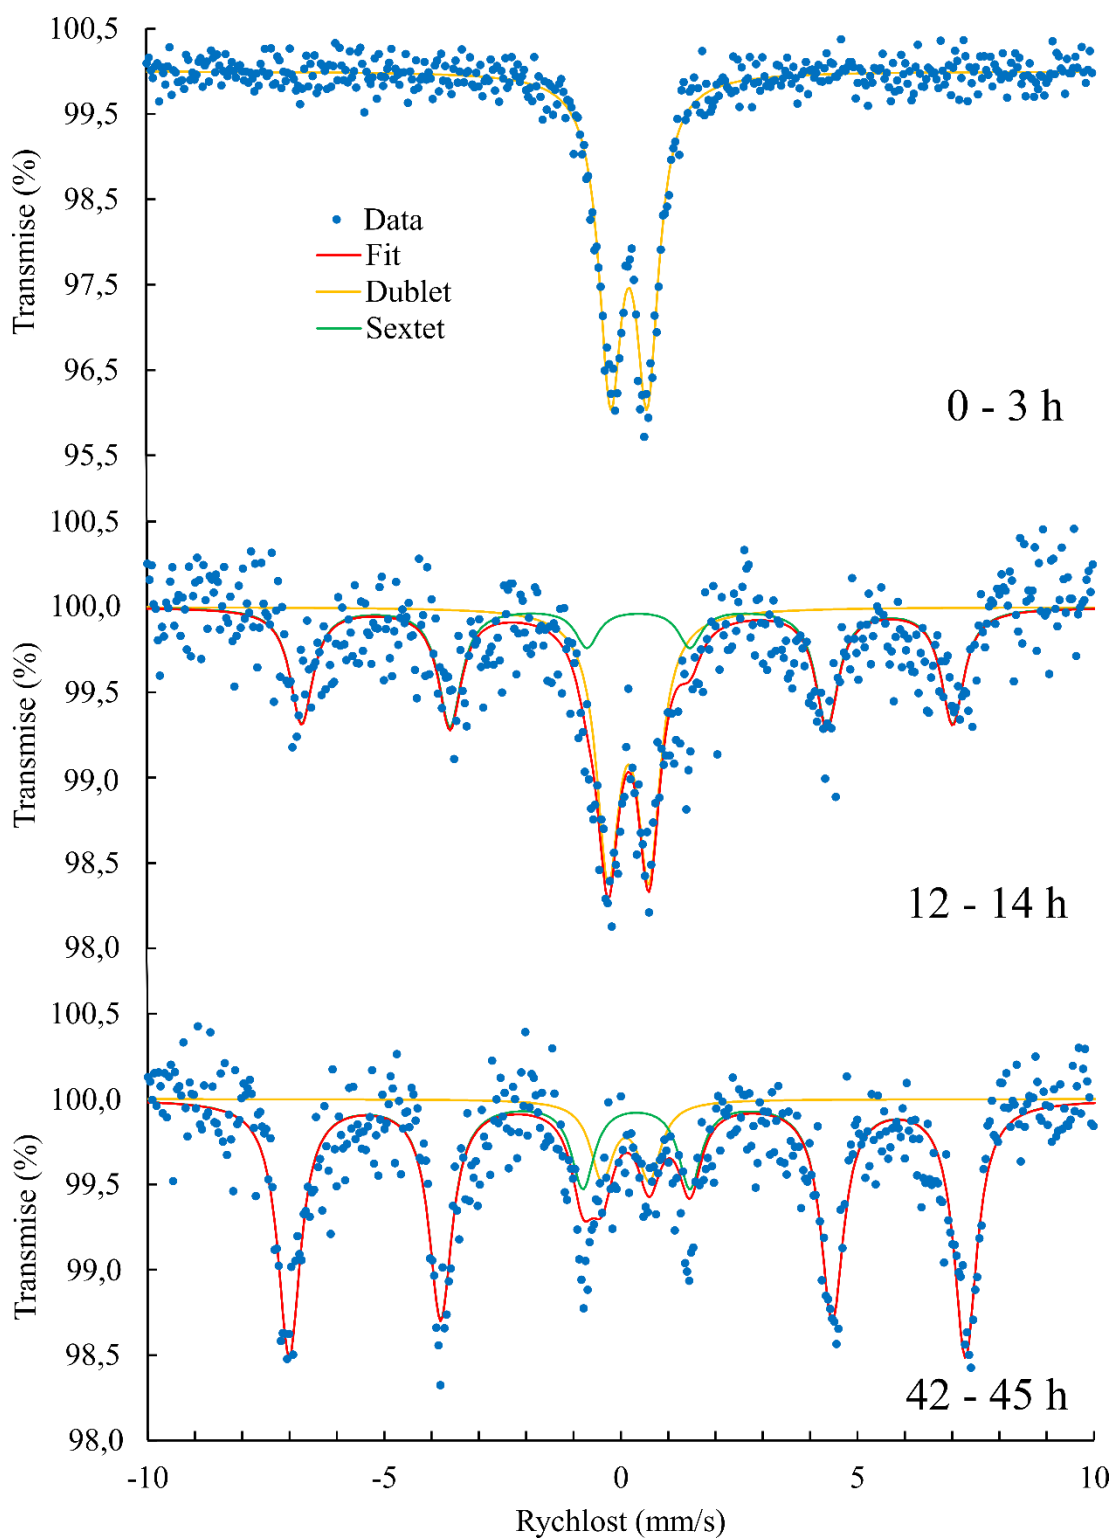 100,5
99,5
98,5
97,5
96,5
95,5
Transmise (%)
Data
Fit
Dublet
Sextet
0 - 3 h
100,5
100,0
99,5
99,0
98,5
98,0
Transmise (%)
12 - 14 h
100,5
100,0
99,5
99,0
98,5
98,0
Transmise (%)
42 - 45 h
-10 -5 0 5 10
Rychlost (mm/s)